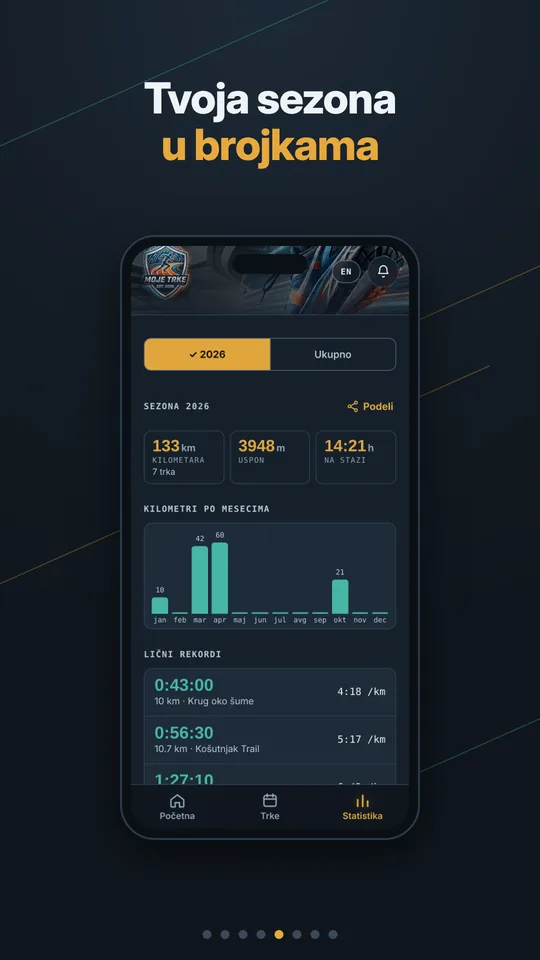 Tvoja sezona
u brojkama
MOJE TRKE
EN
✓ 2026
Ukupno
SEZONA 2026
Podeli
133 km
KILOMETARA
7 trka
3948 m
USPON
14:21 h
NA STAZI
KILOMETRI PO MESECIMA
10
42
60
21
jan feb mar apr maj jun jul avg sep okt nov dec
LIČNI REKORDI
0:43:00
10 km · Krug oko šume
4:18 /km
0:56:30
10.7 km · Košutnjak Trail
5:17 /km
1:27:10
Početna
Trke
Statistika